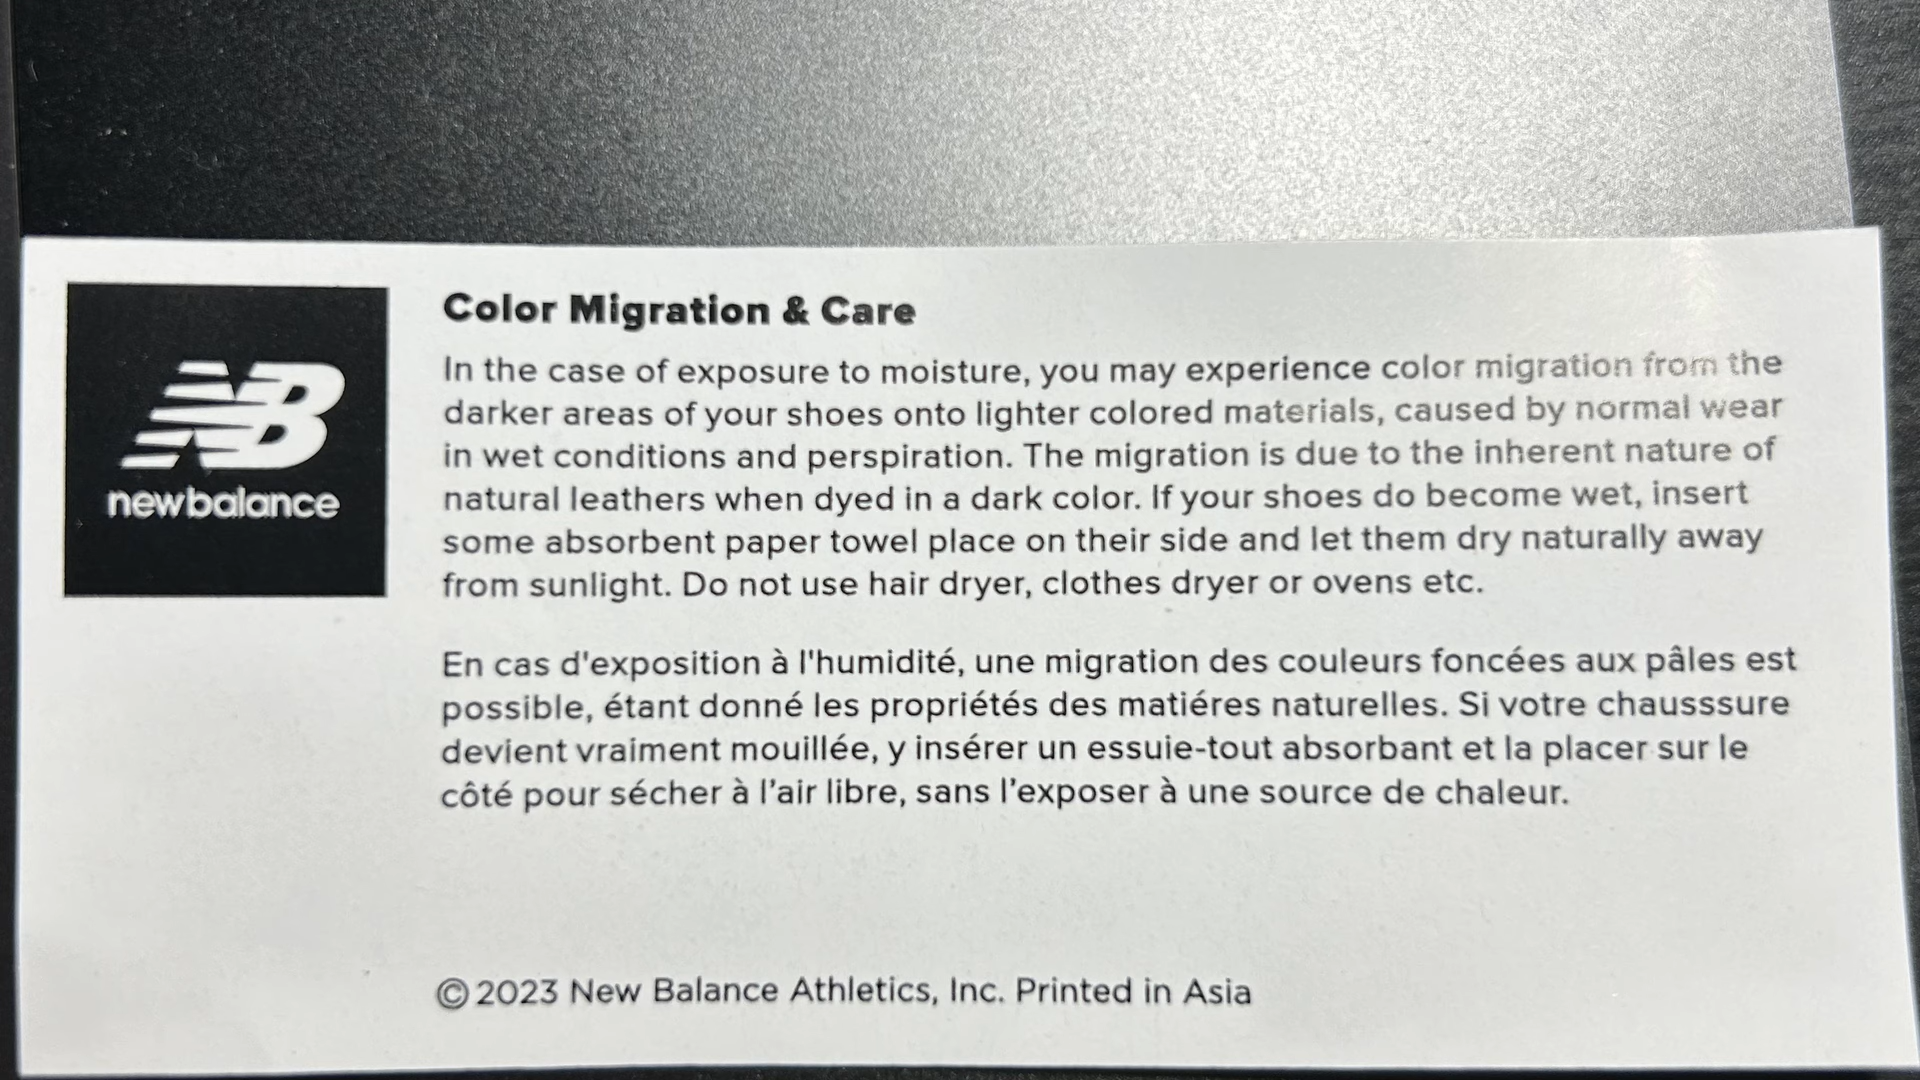 Color Migration & Care
In the case of exposure to moisture, you may experience color migration from the
darker areas of your shoes onto lighter colored materials, caused by normal wear
in wet conditions and perspiration. The migration is due to the inherent nature of
natural leathers when dyed in a dark color. If your shoes do become wet, insert
some absorbent paper towel place on their side and let them dry naturally away
from sunlight. Do not use hair dryer, clothes dryer or ovens etc.
NB
newbalance
En cas d'exposition à l'humidité, une migration des couleurs foncées aux pâles est
possible, étant donné les propriétés des matiéres naturelles. Si votre chausssure
devient vraiment mouillée, y insérer un essuie-tout absorbant et la placer sur le
côté pour sécher à l'air libre, sans l'exposer à une source de chaleur.
©2023 New Balance Athletics, Inc. Printed in Asia